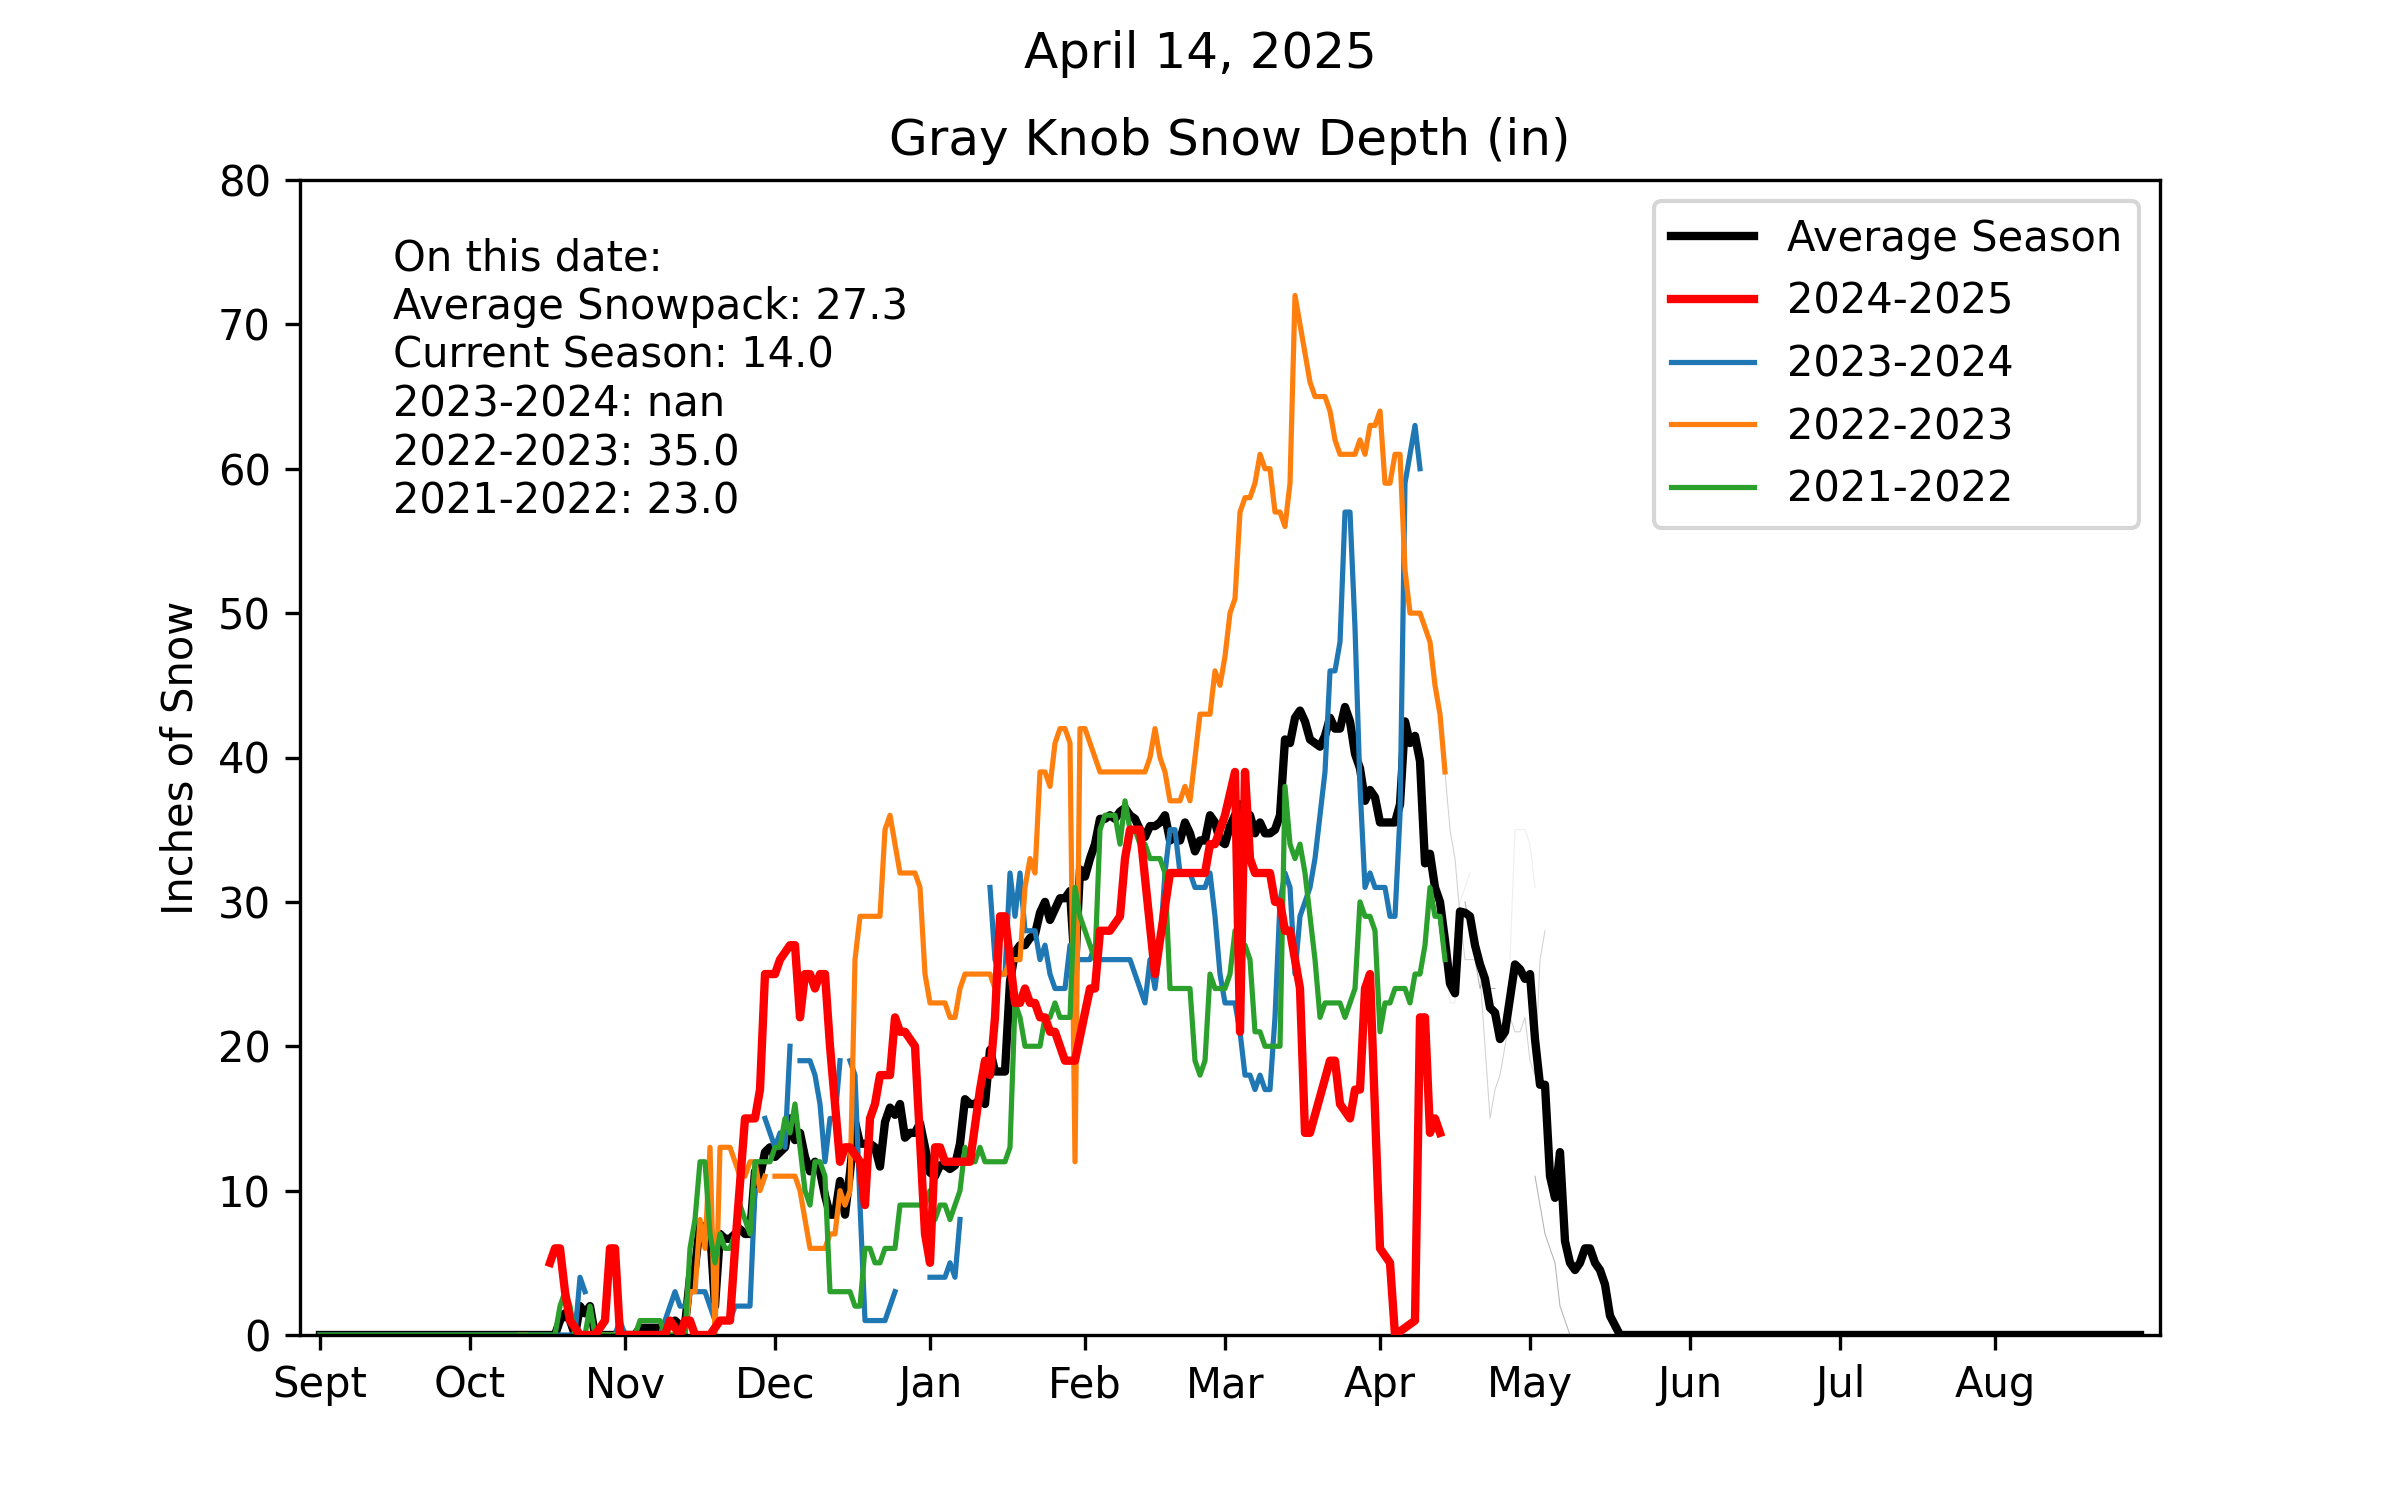 April 14, 2025
Gray Knob Snow Depth (in)
80
70
60
50
40
30
20
10
0
Inches of Snow
On this date:
Average Snowpack: 27.3
Current Season: 14.0
2023-2024: nan
2022-2023: 35.0
2021-2022: 23.0
Average Season
2024-2025
2023-2024
2022-2023
2021-2022
Sept Oct Nov Dec Jan Feb Mar Apr May Jun Jul Aug